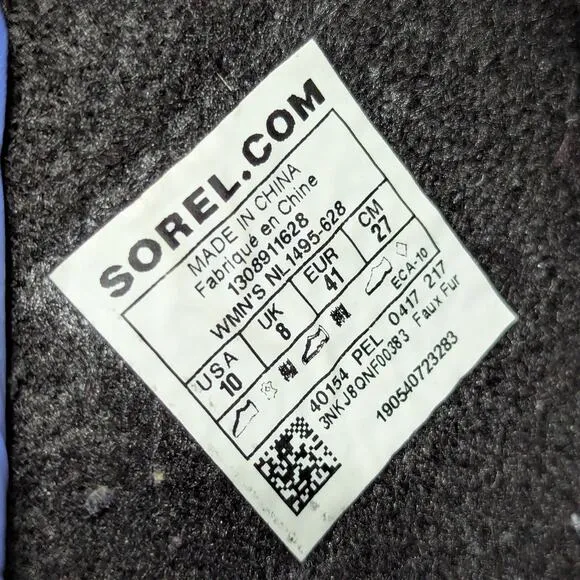 SOREL.COM
MADE IN CHINA
Fabriqué en Chine
1308911628
WMN'S NL1495-628
USA UK EUR CM
10 8 41 27
ECA-10
40154 PEL 0417 217
3NKJ8QNF00383 Faux Fur
190540723283